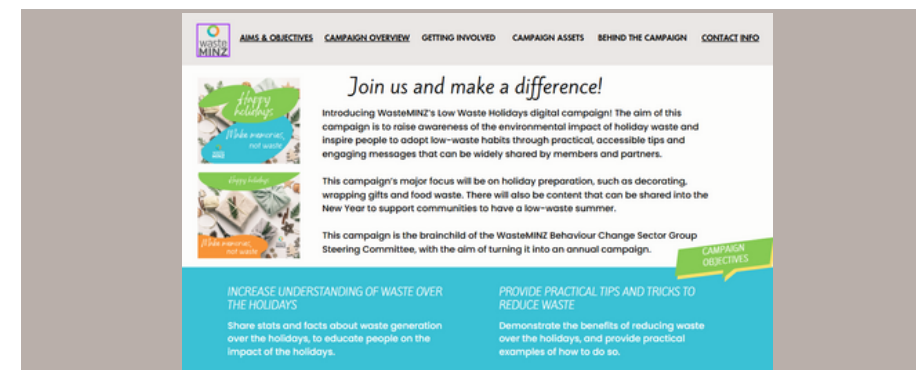 waste
MINZ
AIMS & OBJECTIVES
CAMPAIGN OVERVIEW
GETTING INVOLVED
CAMPAIGN ASSETS
BEHIND THE CAMPAIGN
CONTACT INFO
Happy
holidays
Make memories,
not waste
Happy holidays
Make memories,
not waste
Join us and make a difference!
Introducing WasteMINZ's Low Waste Holidays digital campaign! The aim of this
campaign is to raise awareness of the environmental impact of holiday waste and
inspire people to adopt low-waste habits through practical, accessible tips and
engaging messages that can be widely shared by members and partners.
This campaign's major focus will be on holiday preparation, such as decorating,
wrapping gifts and food waste. There will also be content that can be shared into the
New Year to support communities to have a low-waste summer.
This campaign is the brainchild of the WasteMINZ Behaviour Change Sector Group
Steering Committee, with the aim of turning it into an annual campaign.
CAMPAIGN
OBJECTIVES
INCREASE UNDERSTANDING OF WASTE OVER
THE HOLIDAYS
Share stats and facts about waste generation
over the holidays, to educate people on the
impact of the holidays.
PROVIDE PRACTICAL TIPS AND TRICKS TO
REDUCE WASTE
Demonstrate the benefits of reducing waste
over the holidays, and provide practical
examples of how to do so.